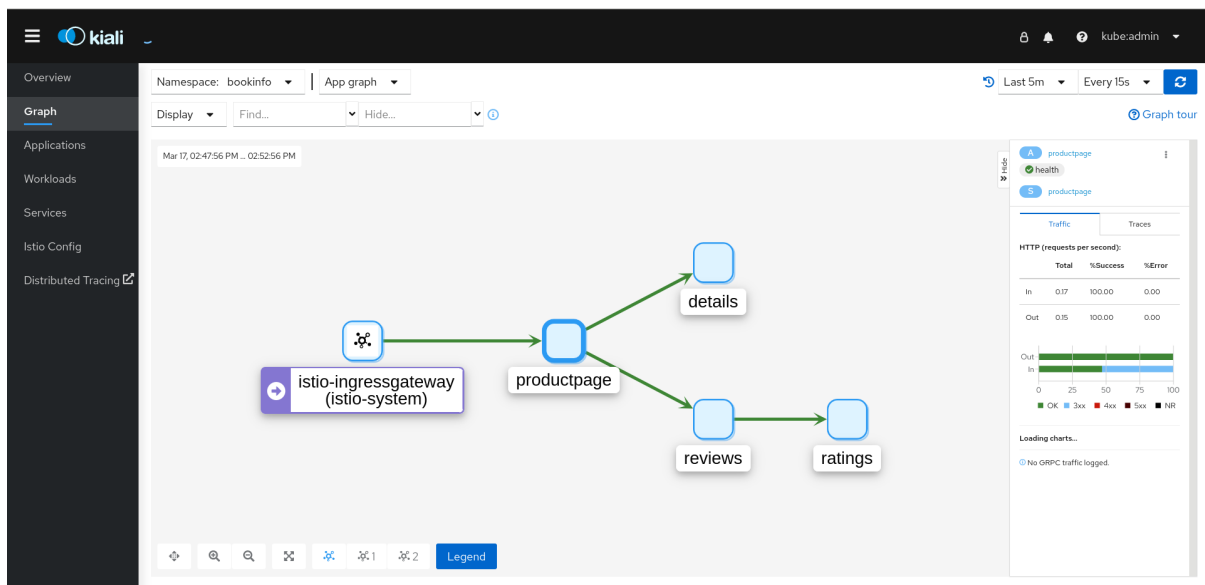 kiali
kube:admin
Overview
Graph
Applications
Workloads
Services
Istio Config
Distributed Tracing
Namespace: bookinfo
App graph
Last 5m
Every 15s
Display
Find...
Hide...
Graph tour
Mar 17, 02:47:56 PM ... 02:52:56 PM
details
istio-ingressgateway
(istio-system)
productpage
reviews
ratings
1
2
Legend
Hide
A productpage
health
S productpage
Traffic Traces
HTTP (requests per second):
Total %Success %Error
In 0.17 100.00 0.00
Out 0.15 100.00 0.00
Out
In
0 25 50 75 100
OK 3xx 4xx 5xx NR
Loading charts...
No GRPC traffic logged.